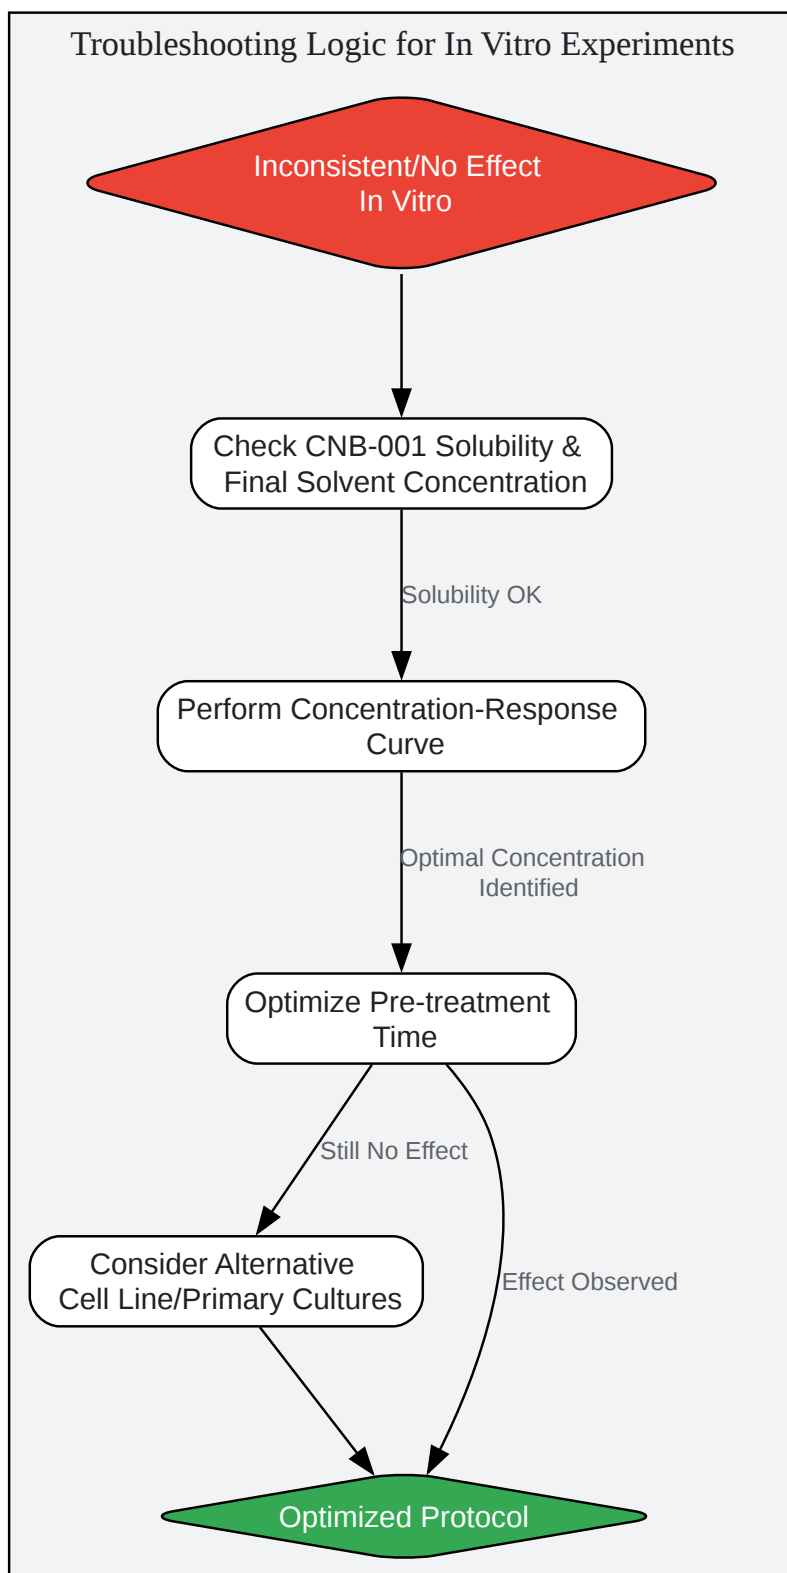 Troubleshooting Logic for In Vitro Experiments
Inconsistent/No Effect
In Vitro
Check CNB-001 Solubility &
Final Solvent Concentration
Solubility OK
Perform Concentration-Response
Curve
Optimal Concentration
Identified
Optimize Pre-treatment
Time
Still No Effect
Consider Alternative
Cell Line/Primary Cultures
Effect Observed
Optimized Protocol